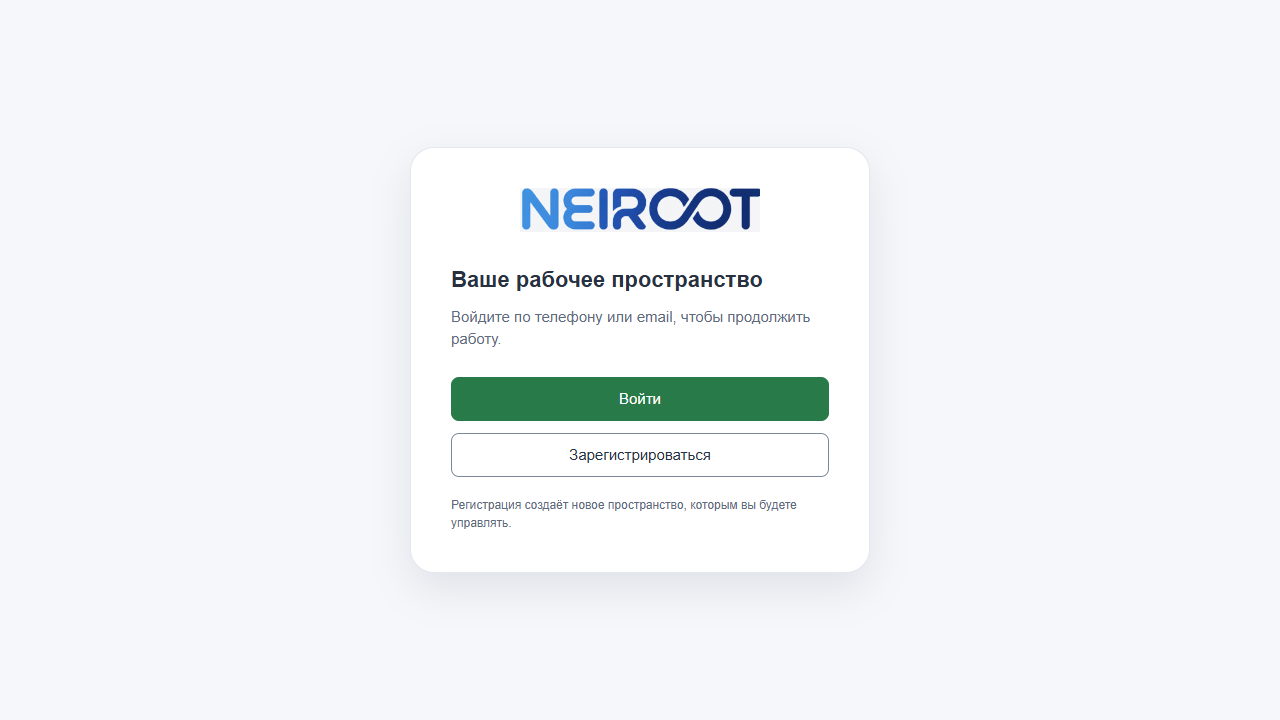 NEIROOT
Ваше рабочее пространство
Войдите по телефону или email, чтобы продолжить
работу.
Войти
Зарегистрироваться
Регистрация создаёт новое пространство, которым вы будете
управлять.